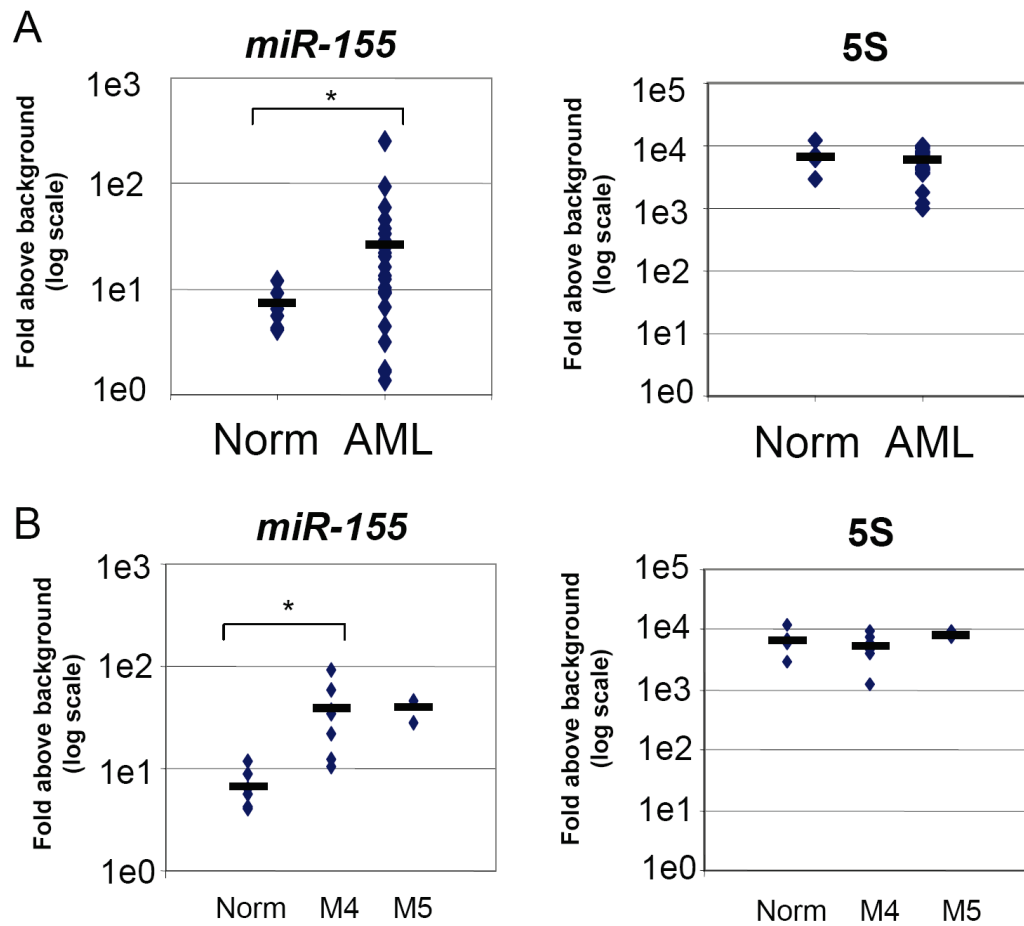 A
miR-155
Fold above background
(log scale)
1e3
1e2
1e1
1e0
*
Norm AML
5S
Fold above background
(log scale)
1e5
1e4
1e3
1e2
1e1
1e0
Norm AML
B
miR-155
Fold above background
(log scale)
1e3
1e2
1e1
1e0
*
Norm M4 M5
5S
Fold above background
(log scale)
1e5
1e4
1e3
1e2
1e1
1e0
Norm M4 M5